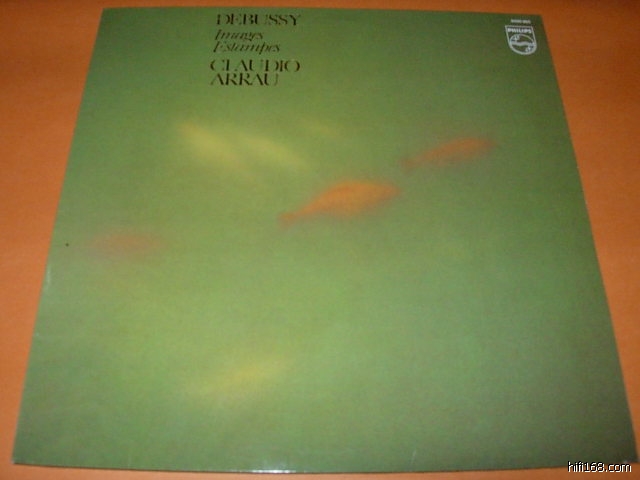 DEBUSSY
Images
Estampes
CLAUDIO
ARRAU
PHILIPS
hifi168.com